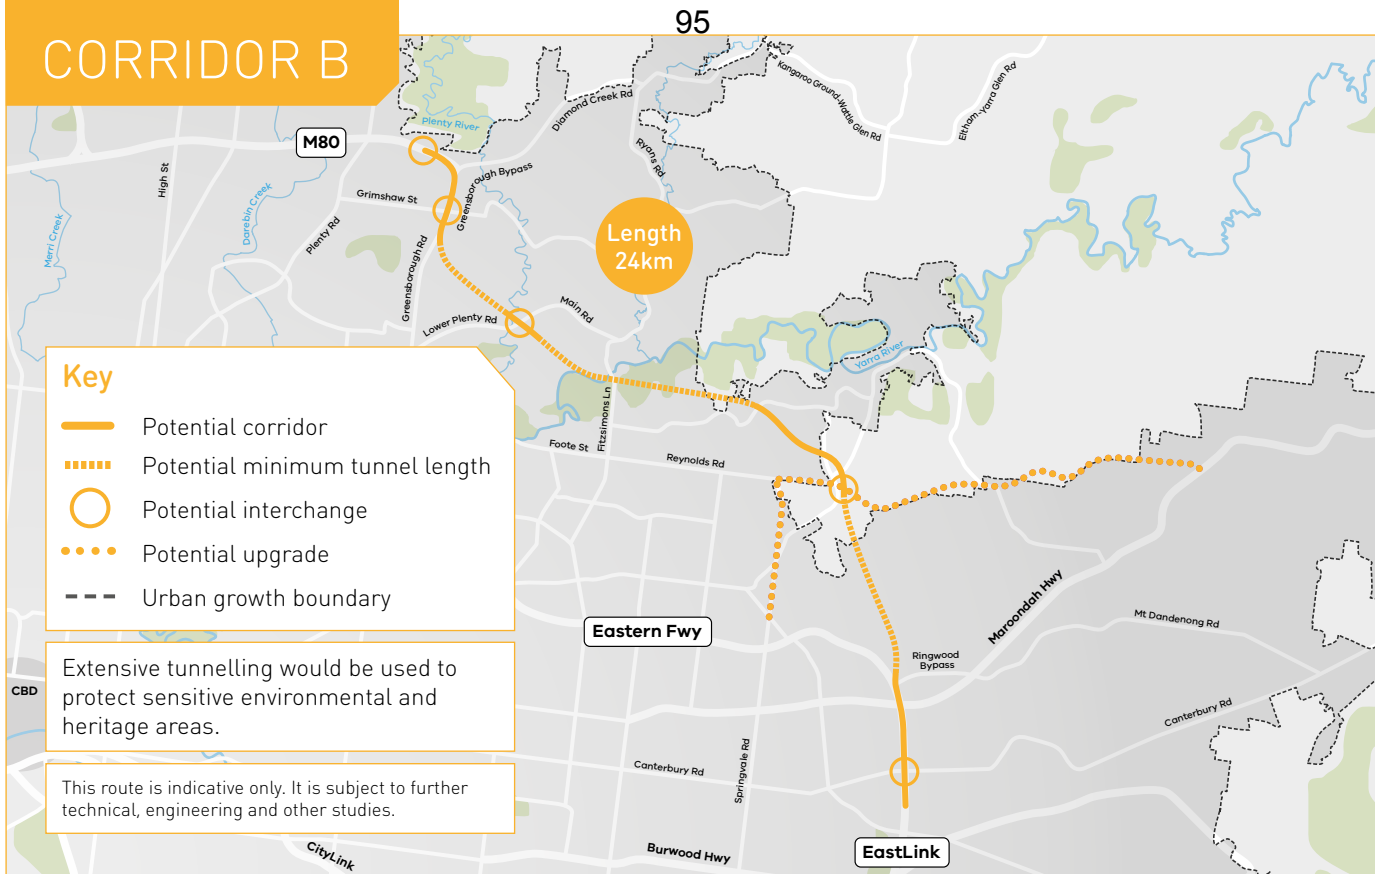 95
CORRIDOR B
M80
Plenty River
Diamond Creek Rd
Kangaroo Ground-Wattle Glen Rd
Eltham-Yarra Glen Rd
High St
Merri Creek
Darebin Creek
Grimshaw St
Plenty Rd
Greensborough Bypass
Greensborough Rd
Ryans Rd
Length
24km
Lower Plenty Rd
Main Rd
Yarra River
Fitzsimons Ln
Foote St
Reynolds Rd
Key
Potential corridor
Potential minimum tunnel length
Potential interchange
Potential upgrade
Urban growth boundary
Extensive tunnelling would be used to
protect sensitive environmental and
heritage areas.
This route is indicative only. It is subject to further
technical, engineering and other studies.
CBD
Eastern Fwy
Maroondah Hwy
Mt Dandenong Rd
Ringwood
Bypass
Canterbury Rd
Canterbury Rd
Springvale Rd
CityLink
Burwood Hwy
EastLink